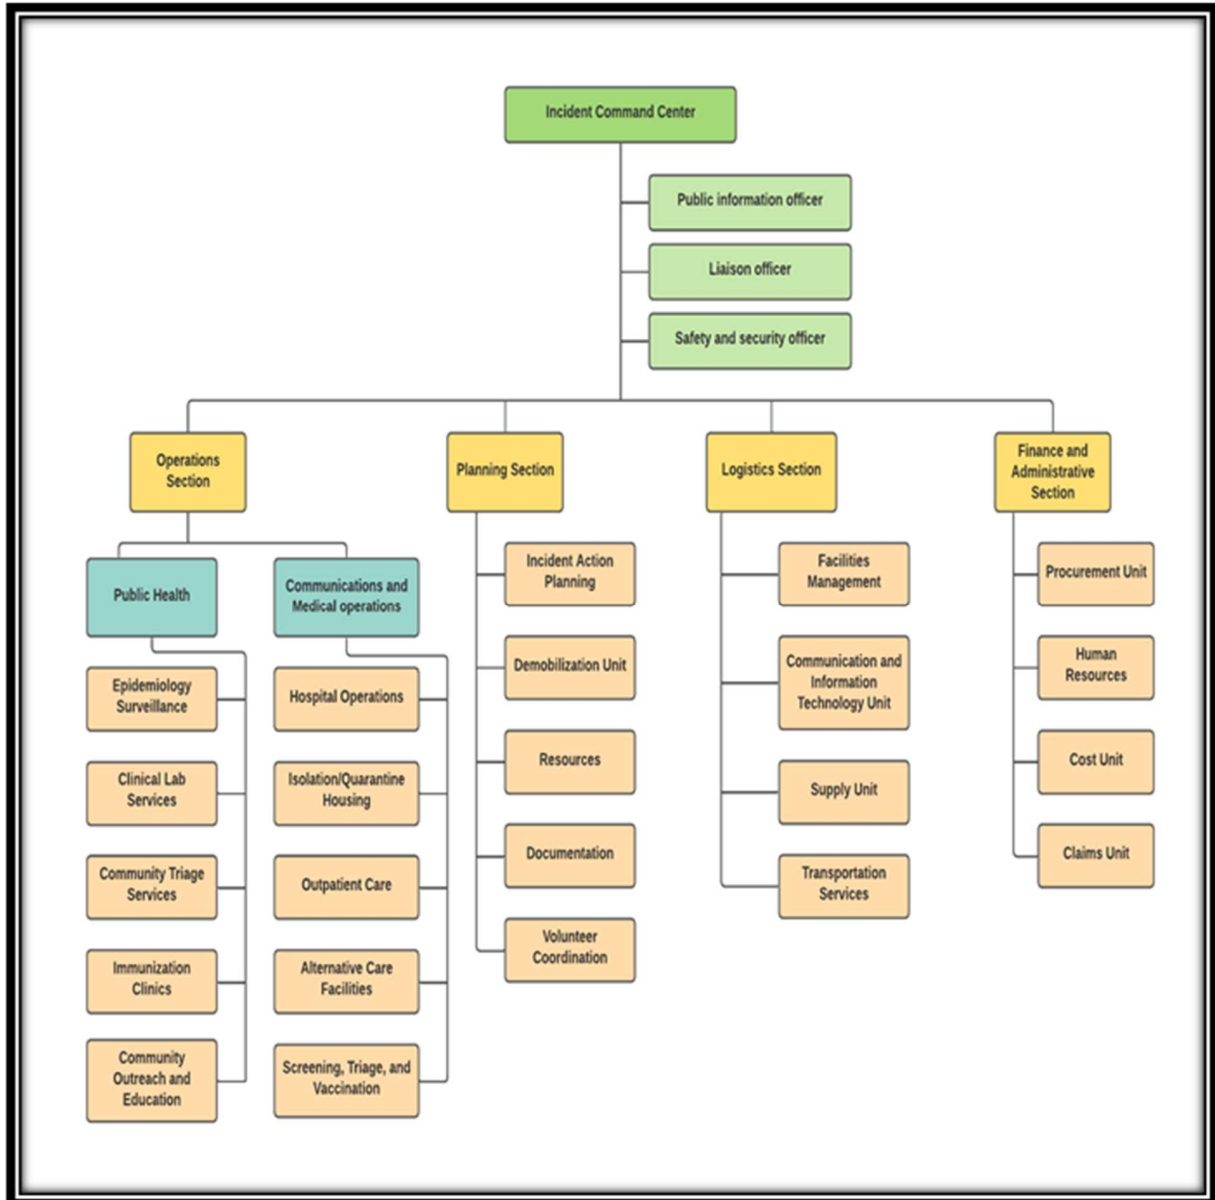 Incident Command Center
Public information officer
Liaison officer
Safety and security officer
Operations
Section
Planning Section
Logistics Section
Finance and
Administrative
Section
Public Health
Communications and
Medical operations
Epidemiology
Surveillance
Clinical Lab
Services
Community Triage
Services
Immunization
Clinics
Community
Outreach and
Education
Hospital Operations
Isolation/Quarantine
Housing
Outpatient Care
Alternative Care
Facilities
Screening, Triage, and
Vaccination
Incident Action
Planning
Demobilization Unit
Resources
Documentation
Volunteer
Coordination
Facilities
Management
Communication and
Information
Technology Unit
Supply Unit
Transportation
Services
Procurement Unit
Human
Resources
Cost Unit
Claims Unit